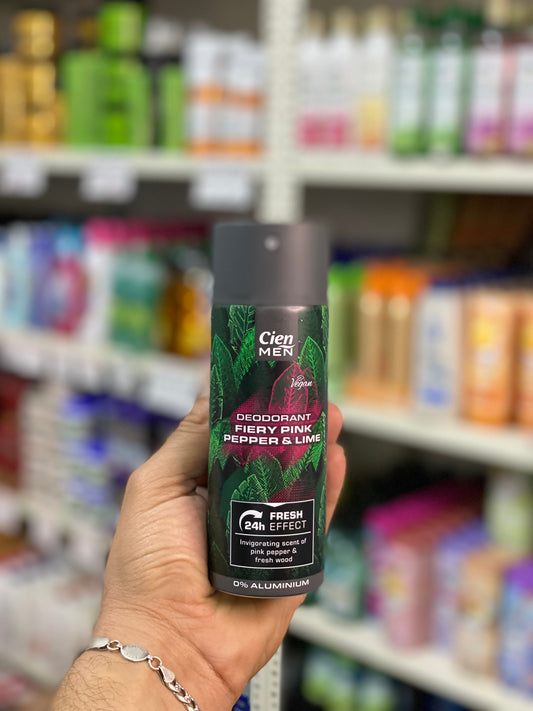 Cien
MEN
Vegan
DEODORANT
FIERY PINK
PEPPER & LIME
24h FRESH
EFFECT
Invigorating scent of
pink pepper &
fresh wood
0% ALUMINIUM